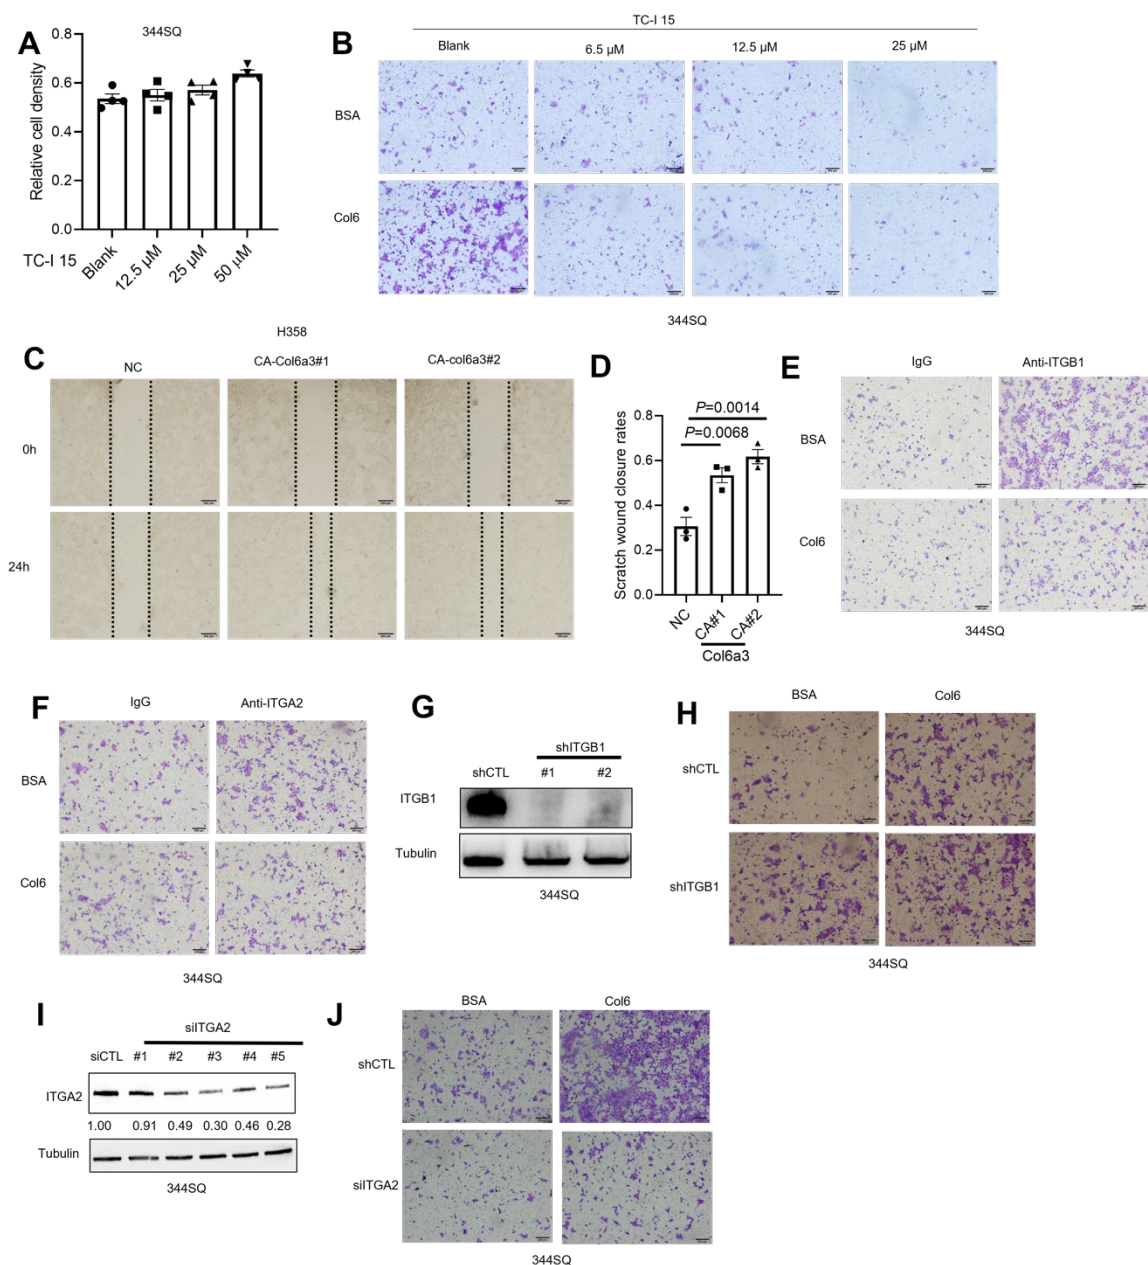 A
344SQ
0.8
0.6
0.4
0.2
0.0
Relative cell density
TC-I 15
Blank
12.5 µM
25 µM
50 µM
B
TC-I 15
Blank
6.5 µM
12.5 µM
25 µM
BSA
Col6
344SQ
C
H358
NC
CA-Col6a3#1
CA-col6a3#2
0h
24h
D
P=0.0014
P=0.0068
0.8
0.6
0.4
0.2
0.0
Scratch wound closure rates
NC
CA#1
CA#2
Col6a3
E
IgG
Anti-ITGB1
BSA
Col6
344SQ
F
IgG
Anti-ITGA2
BSA
Col6
344SQ
G
shITGB1
shCTL
#1
#2
ITGB1
Tubulin
344SQ
H
BSA
Col6
shCTL
shITGB1
344SQ
I
siITGA2
siCTL
#1
#2
#3
#4
#5
ITGA2
1.00
0.91
0.49
0.30
0.46
0.28
Tubulin
344SQ
J
BSA
Col6
shCTL
siITGA2
344SQ